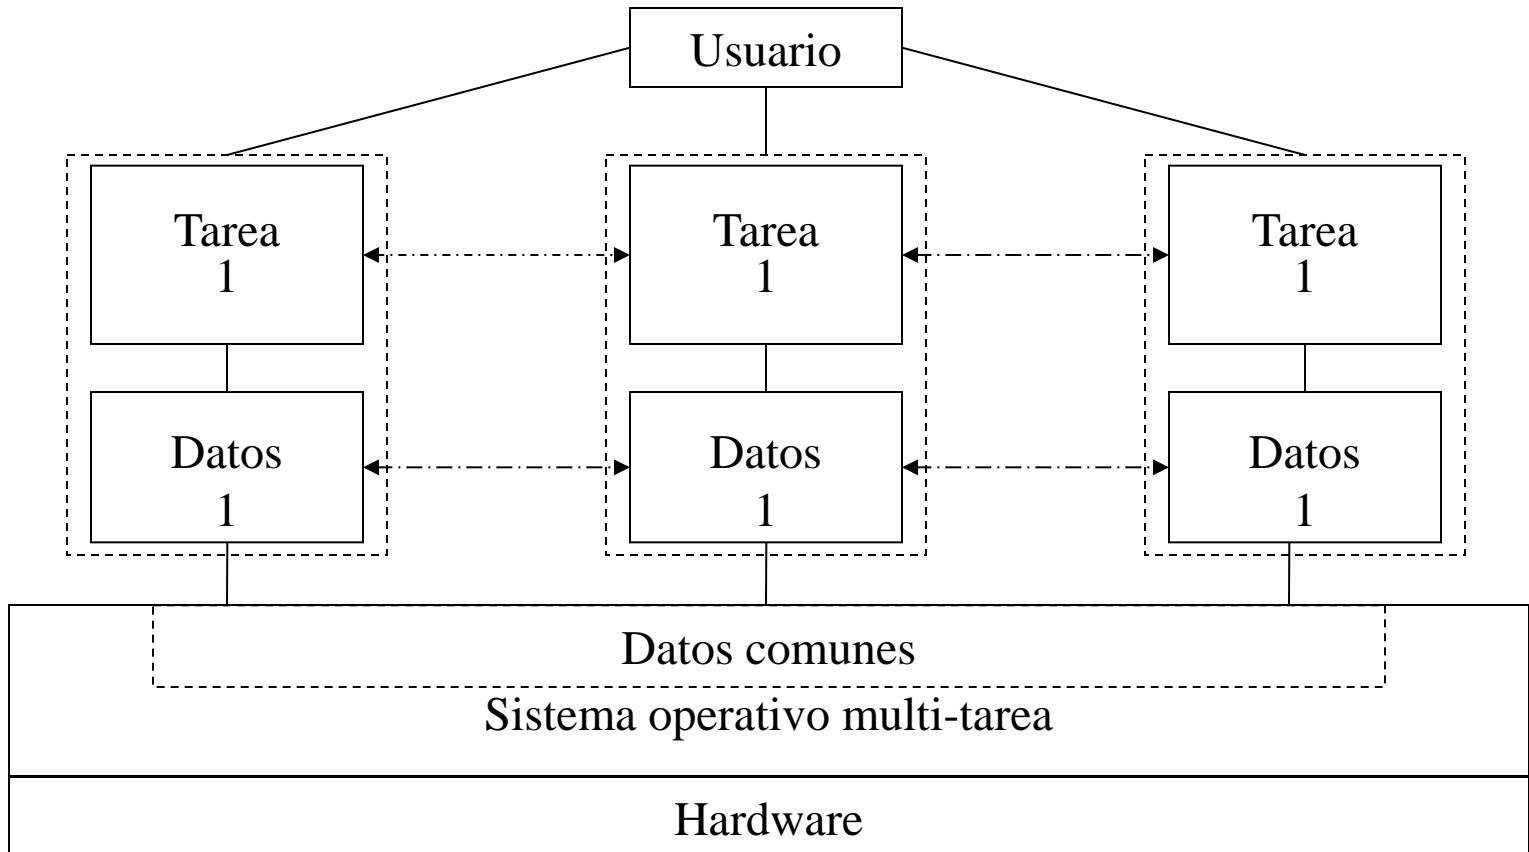 Usuario
Tarea
1
Tarea
1
Tarea
1
Datos
1
Datos
1
Datos
1
Datos comunes
Sistema operativo multi-tarea
Hardware